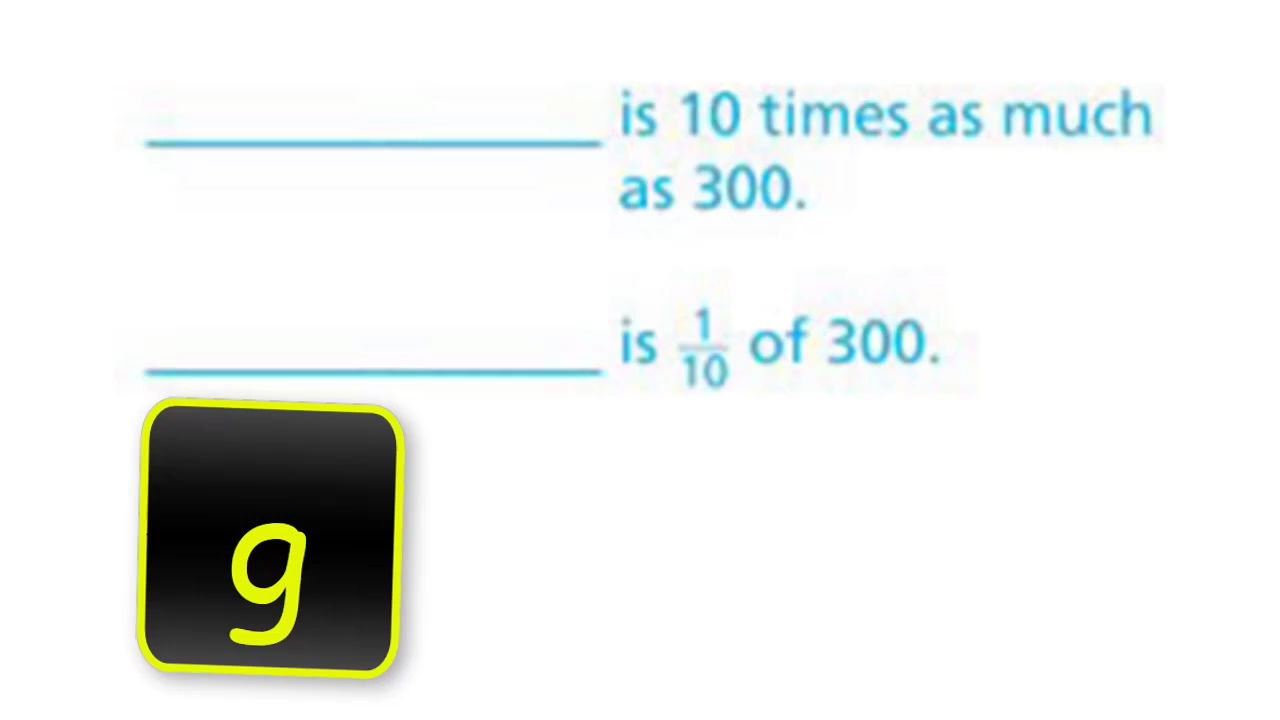 is 10 times as much
as 300.
is 1/10 of 300.
g